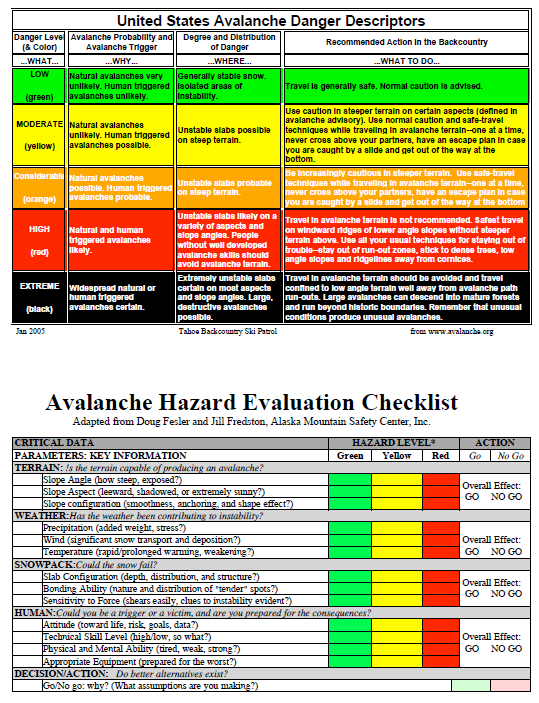 United States Avalanche Danger Descriptors
Danger Level
(& Color)
Avalanche Probability and
Avalanche Trigger
Degree and Distribution
of Danger
Recommended Action in the Backcountry
...WHAT...
...WHY...
...WHERE...
...WHAT TO DO...
LOW
(green)
Natural avalanches very
unlikely. Human triggered
avalanches unlikely.
Generally stable snow.
Isolated areas of
instability.
Travel is generally safe. Normal caution is advised.
MODERATE
(yellow)
Natural avalanches
unlikely. Human triggered
avalanches possible.
Unstable slabs possible
on steep terrain.
Use caution in steeper terrain on certain aspects (defined in
avalanche advisory). Use normal caution and safe-travel
techniques while traveling in avalanche terrain--one at a time,
never cross above your partners, have an escape plan in case
you are caught by a slide and get out of the way at the
bottom.
Considerable
(orange)
Natural avalanches
possible. Human triggered
avalanches probable.
Unstable slabs probable
on steep terrain.
Be increasingly cautious in steeper terrain. Use safe-travel
techniques while traveling in avalanche terrain--one at a time,
never cross above your partners, have an escape plan in case
you are caught by a slide and get out of the way at the bottom
HIGH
(red)
Natural and human
triggered avalanches
likely.
Unstable slabs likely on a
variety of aspects and
slope angles. People
without well developed
avalanche skills should
avoid avalanche terrain.
Travel in avalanche terrain is not recommended. Safest travel
on windward ridges of lower angle slopes without steeper
terrain above. Use all your usual techniques for staying out of
trouble--stay out of run-out zones, stick to dense trees, low
angle slopes and ridgelines away from cornices.
EXTREME
(black)
Widespread natural or
human triggered
avalanches certain.
Extremely unstable slabs
certain on most aspects
and slope angles. Large,
destructive avalanches
possible.
Travel in avalanche terrain should be avoided and travel
confined to low angle terrain well away from avalanche path
run-outs. Large avalanches can descend into mature forests
and run beyond historic boundaries. Remember that unusual
conditions produce unusual avalanches.
Jan 2005
Tahoe Backcountry Ski Patrol
from www.avalanche.org
Avalanche Hazard Evaluation Checklist
Adapted from Doug Fesler and Jill Fredston, Alaska Mountain Safety Center, Inc.
CRITICAL DATA
HAZARD LEVEL*
ACTION
PARAMETERS: KEY INFORMATION
Green
Yellow
Red
Go
No Go
TERRAIN: Is the terrain capable of producing an avalanche?
Slope Angle (how steep, exposed?)
Slope Aspect (leeward, shadowed, or extremely sunny?)
Slope configuration (smoothness, anchoring, and shape effect?)
Overall Effect:
GO NO GO
WEATHER:Has the weather been contributing to instability?
Precipitation (added weight, stress?)
Wind (significant snow transport and deposition?)
Temperature (rapid/prolonged warming, weakening?)
Overall Effect:
GO NO GO
SNOWPACK:Could the snow fail?
Slab Configuration (depth, distribution, and structure?)
Bonding Ability (nature and distribution of "tender" spots?)
Sensitivity to Force (shears easily, clues to instability evident?)
Overall Effect:
GO NO GO
HUMAN:Could you be a trigger or a victim, and are you prepared for the consequences?
Attitude (toward life, risk, goals, data?)
Technical Skill Level (high/low, so what?)
Physical and Mental Ability (tired, weak, strong?)
Appropriate Equipment (prepared for the worst?)
Overall Effect:
GO NO GO
DECISION/ACTION: Do better alternatives exist?
Go/No go: why? (What assumptions are you making?)